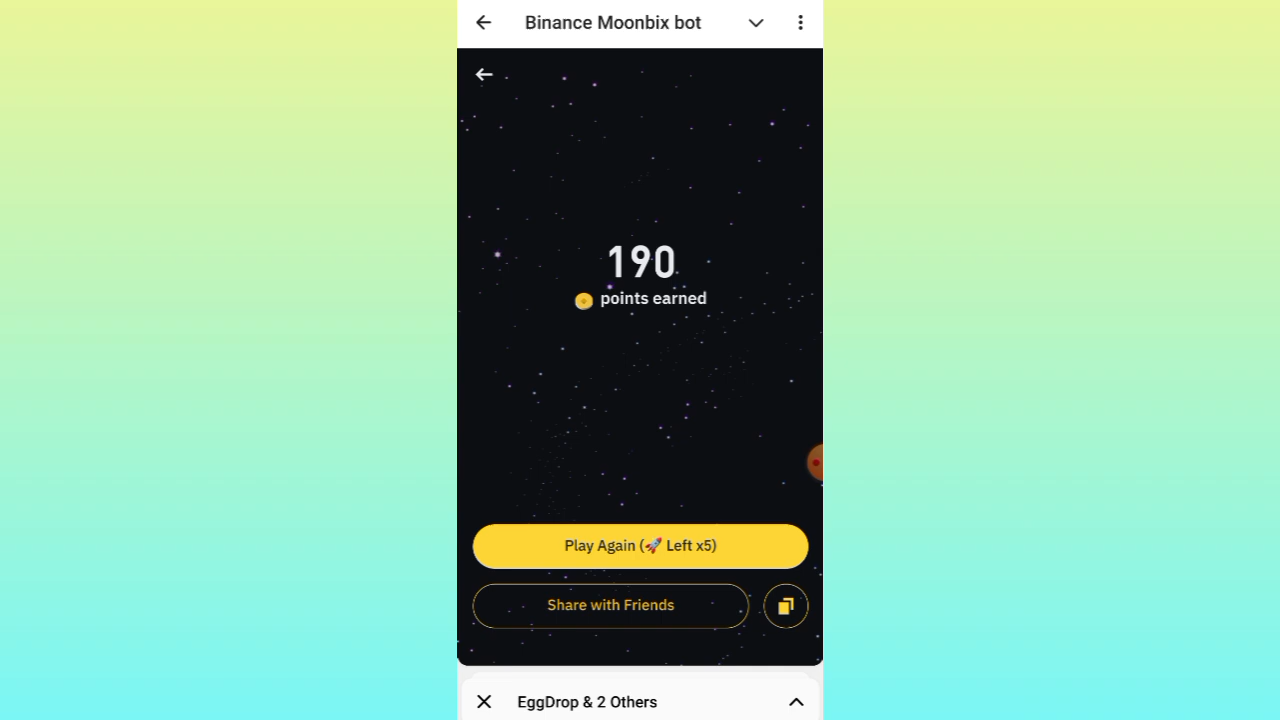 Binance Moonbix bot
190
points earned
Play Again (🚀 Left x5)
Share with Friends
EggDrop & 2 Others